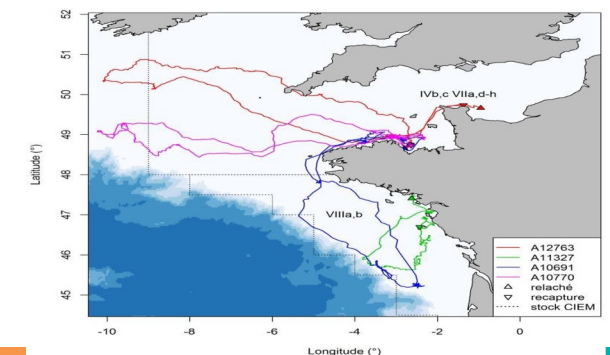 52
51
50
49
48
47
46
45
Latitude (°)
IVb,c VIIa,d-h
VIIIa,b
A12763
A11327
A10691
A10770
relaché
recapture
stock CIEM
-10
-8
-6
-4
-2
0
Longitude (°)